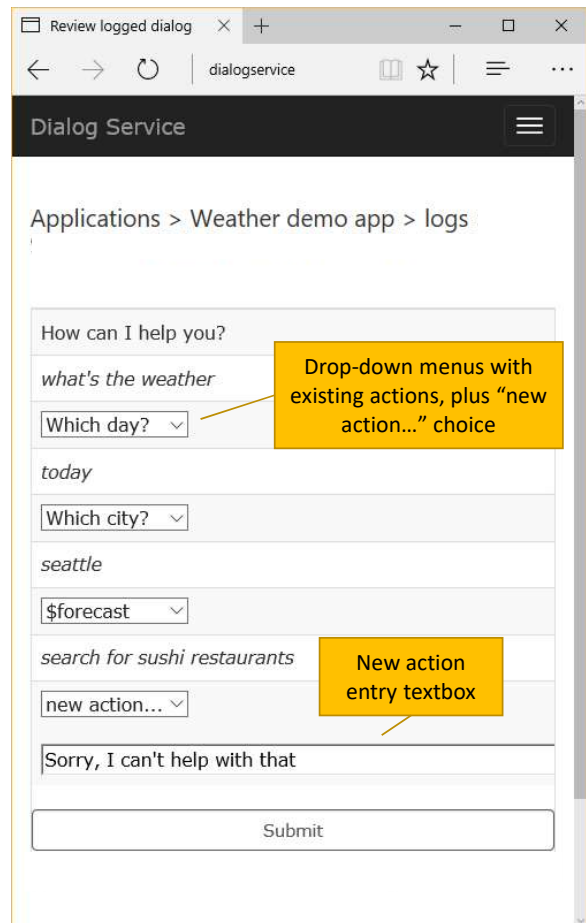 Review logged dialog
dialogservice
Dialog Service
Applications > Weather demo app > logs
How can I help you?
what's the weather
Drop-down menus with
existing actions, plus “new
action…” choice
Which day?
today
Which city?
seattle
$forecast
search for sushi restaurants
New action
entry textbox
new action...
Sorry, I can't help with that
Submit